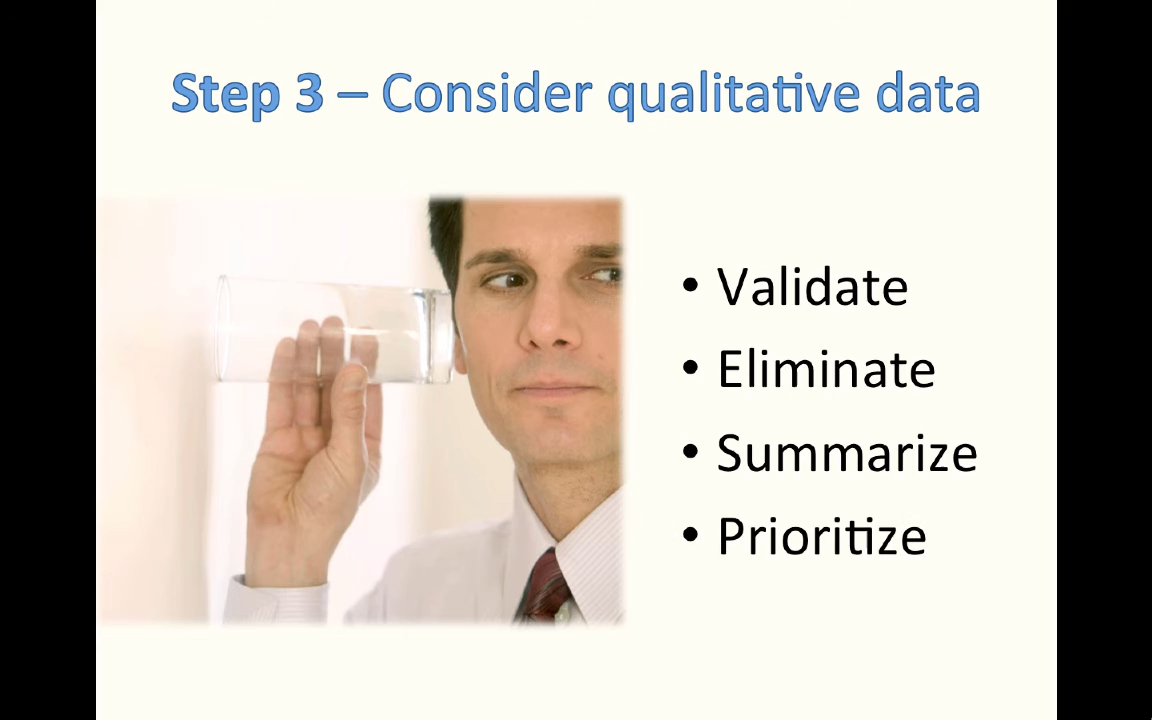 Step 3 – Consider qualitative data
• Validate
• Eliminate
• Summarize
• Prioritize